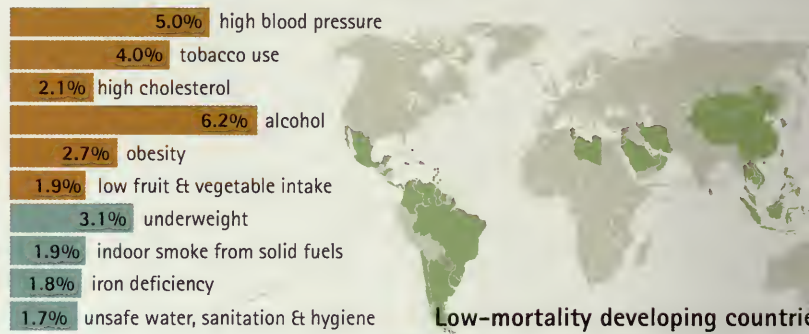 5.0% high blood pressure
4.0% tobacco use
2.1% high cholesterol
6.2% alcohol
2.7% obesity
1.9% low fruit & vegetable intake
3.1% underweight
1.9% indoor smoke from solid fuels
1.8% iron deficiency
1.7% unsafe water, sanitation & hygiene
Low-mortality developing countri